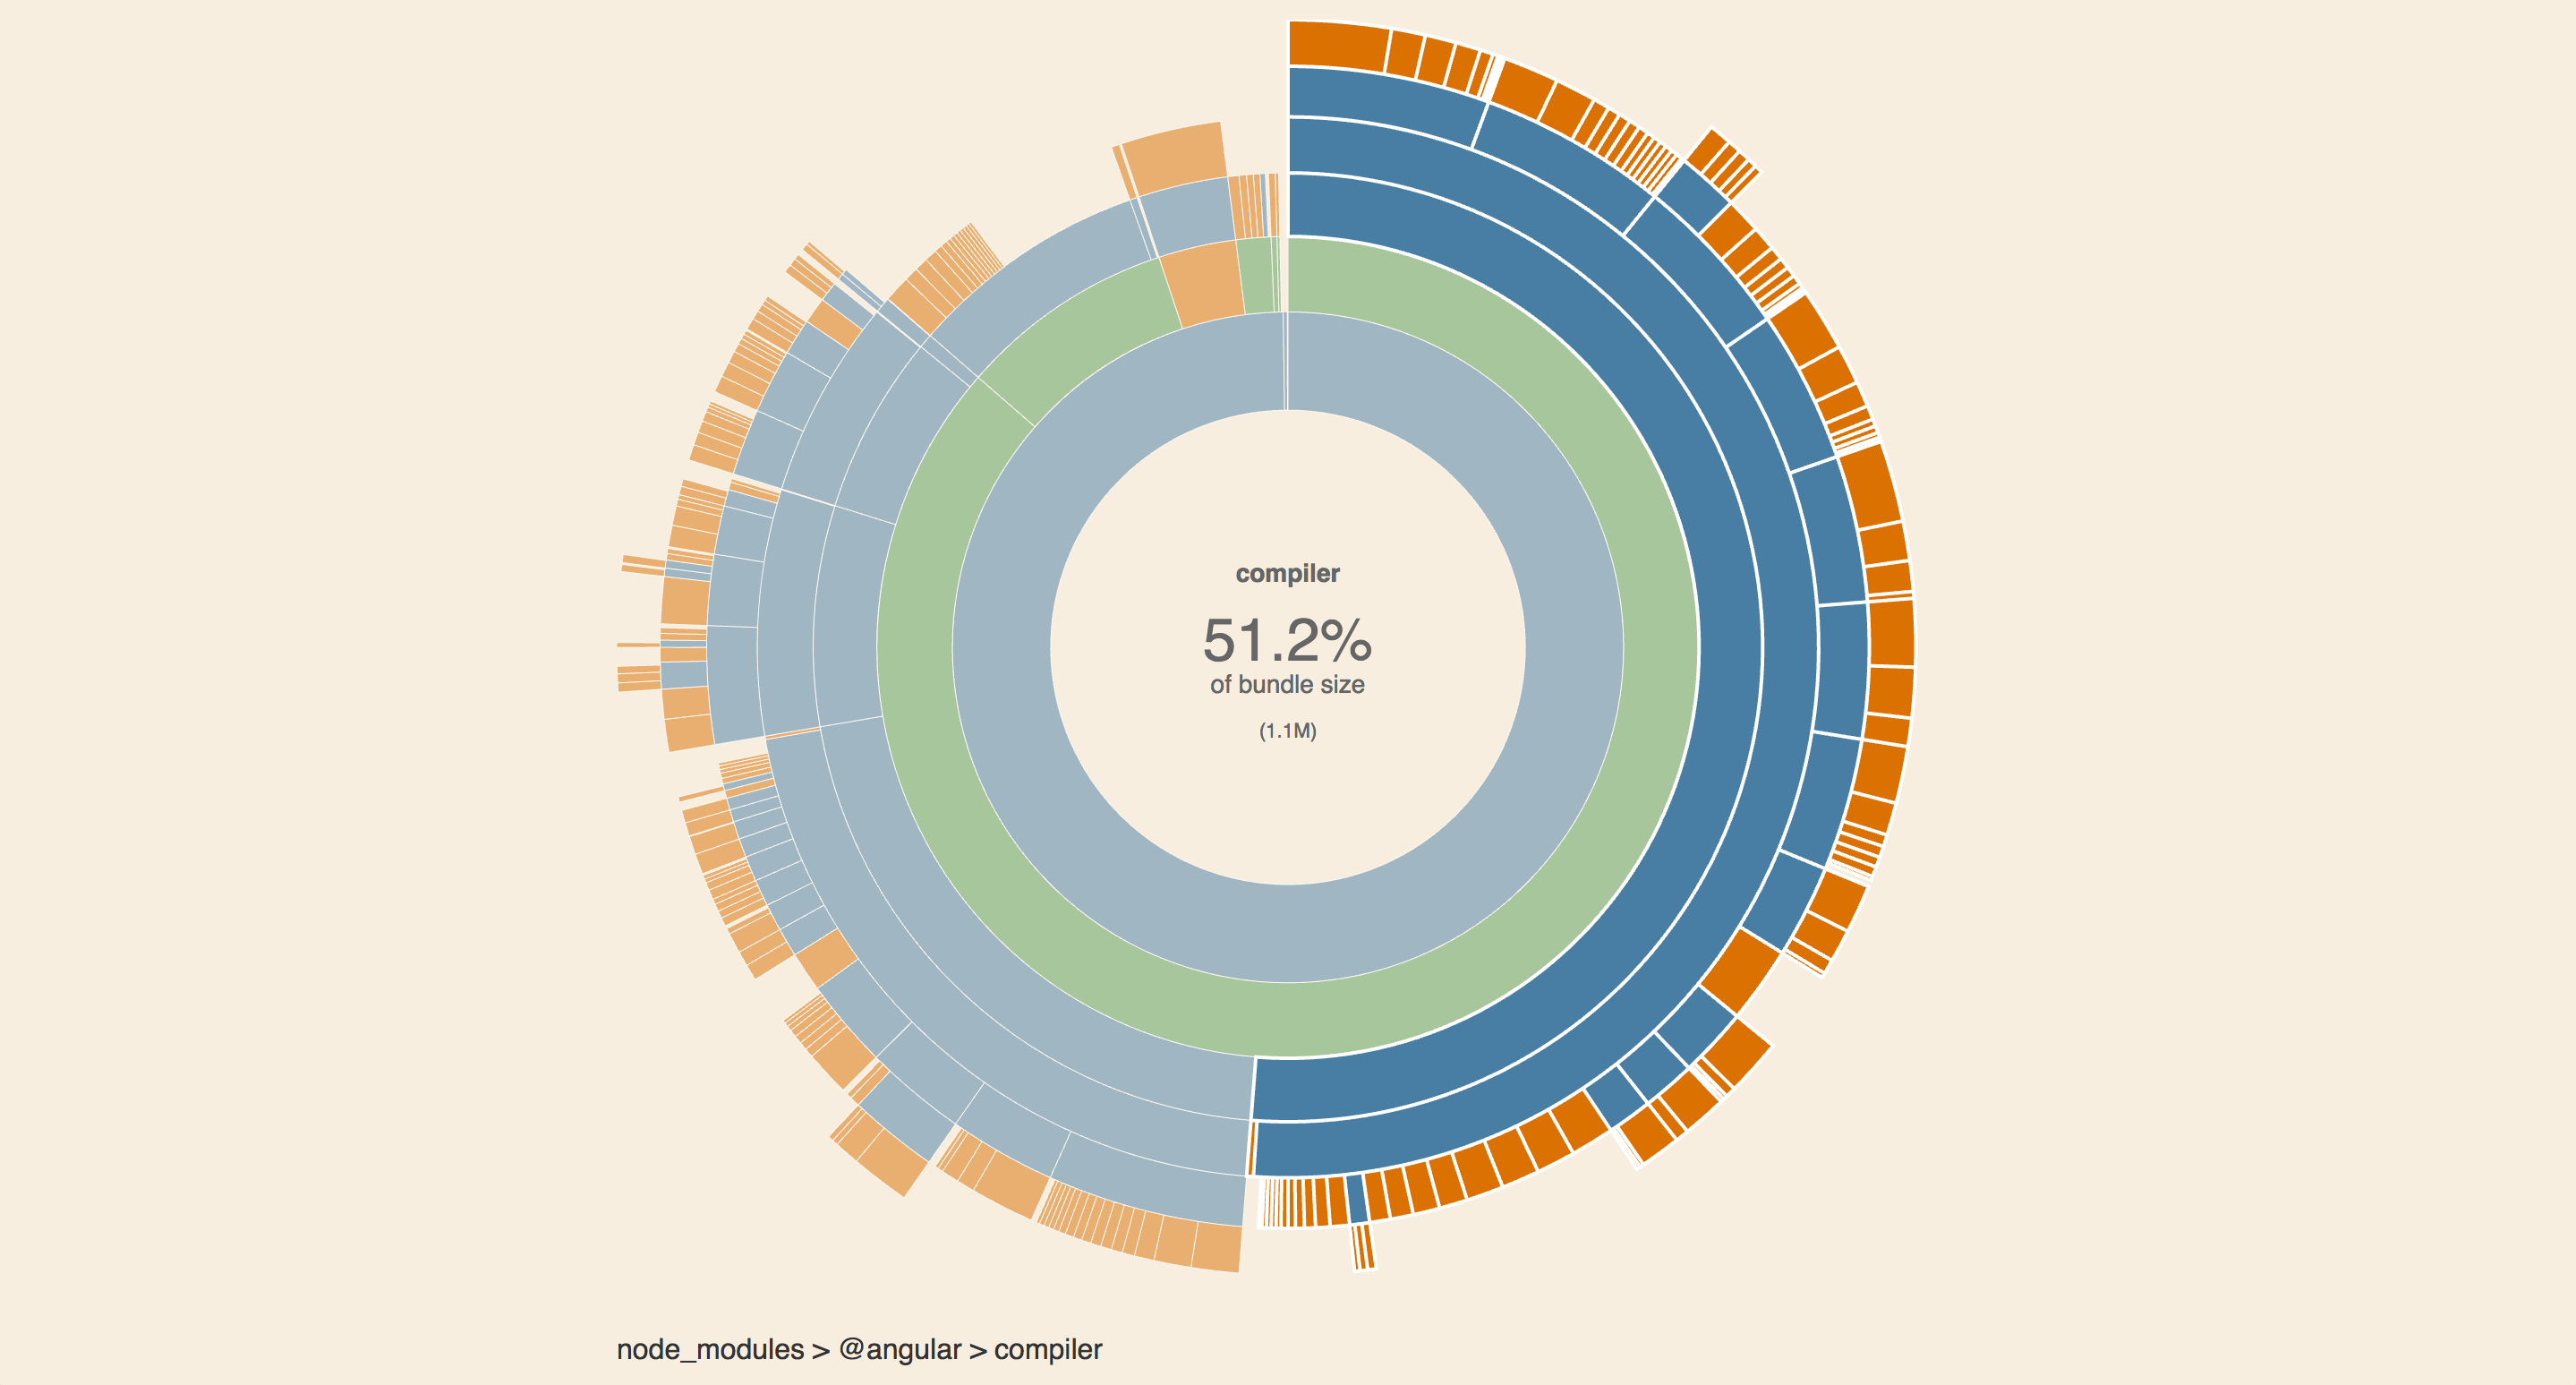 compiler
51.2%
of bundle size
(1.1M)
node_modules > @angular > compiler